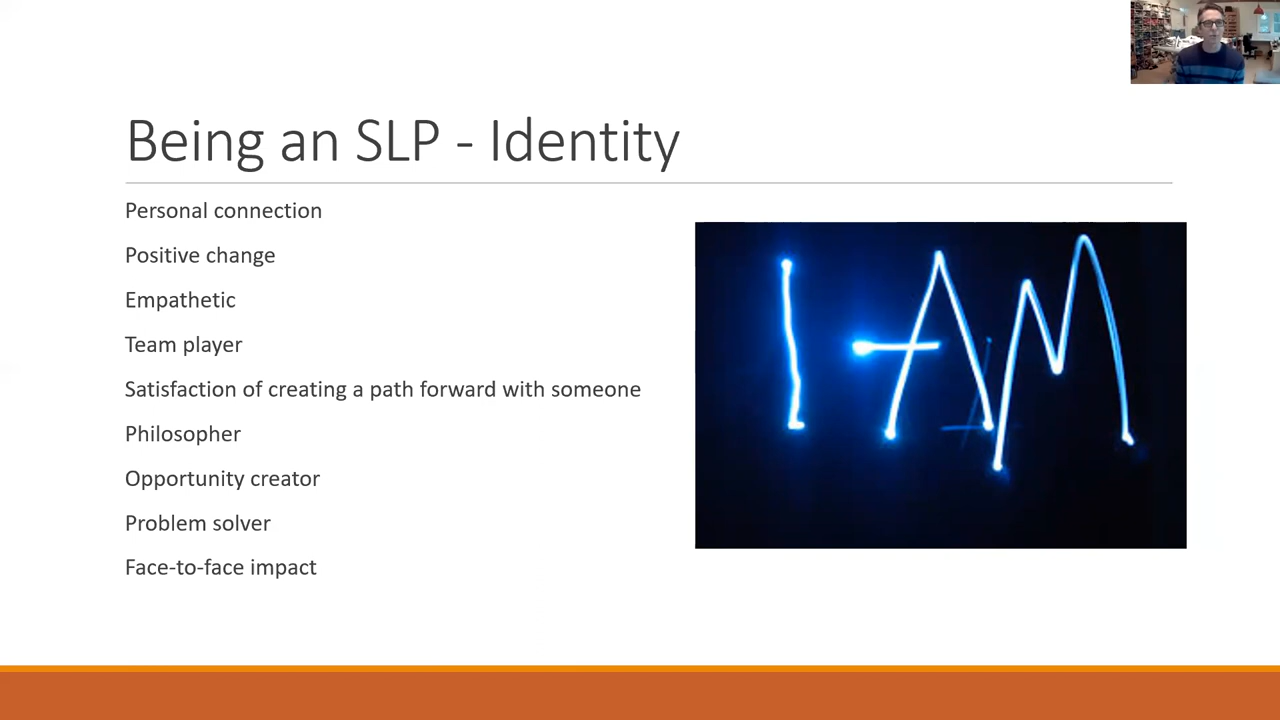 Being an SLP - Identity
Personal connection
Positive change
Empathetic
Team player
Satisfaction of creating a path forward with someone
Philosopher
Opportunity creator
Problem solver
Face-to-face impact
I AM